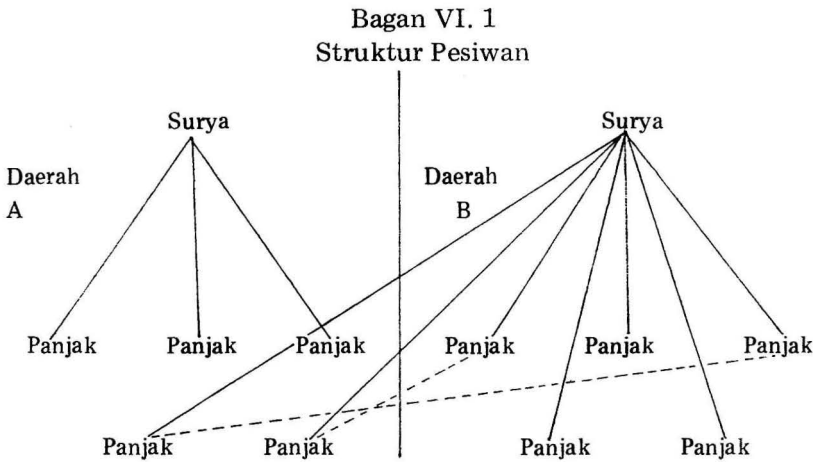 Bagan VI. 1
Struktur Pesiwan
Surya Surya
Daerah Daerah
A B
Panjak Panjak Panjak Panjak Panjak Panjak
Panjak Panjak Panjak Panjak